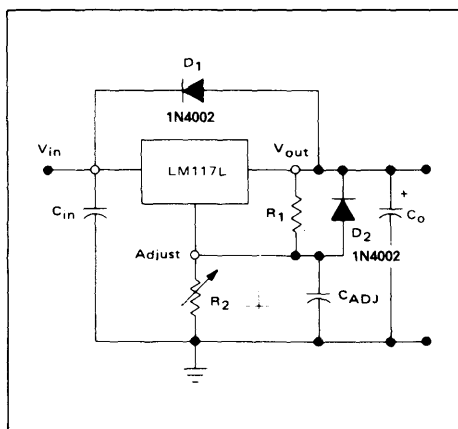 D1
1N4002
Vin
Vout
LM117L
Cin
R1
D2
+
Co
Adjust
1N4002
R2
CADJ